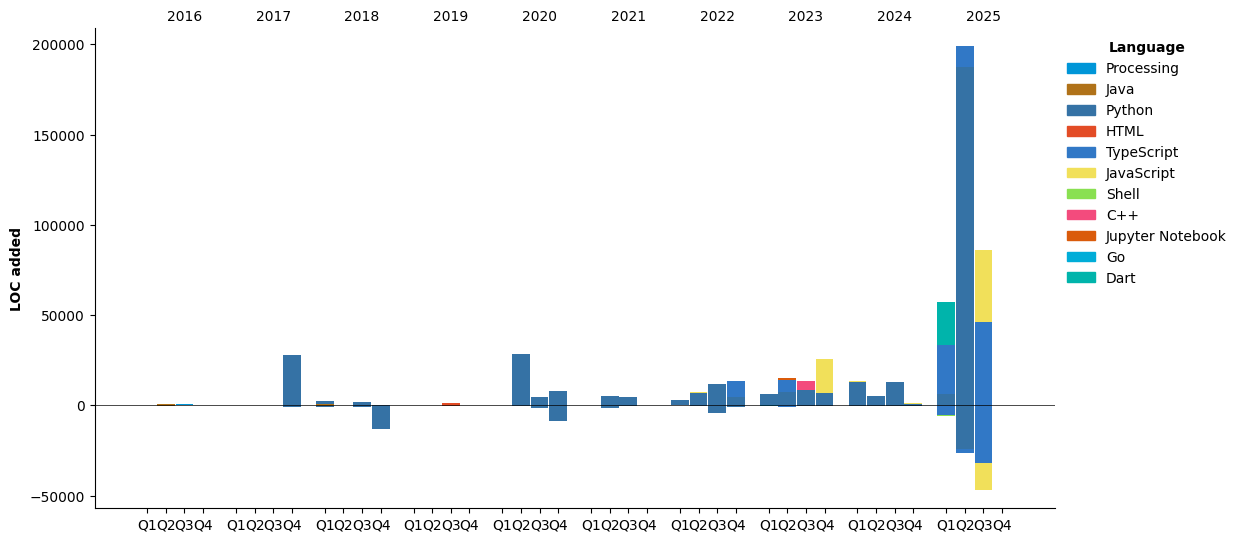 2016 2017 2018 2019 2020 2021 2022 2023 2024 2025
LOC added
200000
150000
100000
50000
0
−50000
Q1Q2Q3Q4 Q1Q2Q3Q4 Q1Q2Q3Q4 Q1Q2Q3Q4 Q1Q2Q3Q4 Q1Q2Q3Q4 Q1Q2Q3Q4 Q1Q2Q3Q4 Q1Q2Q3Q4 Q1Q2Q3Q4
Language
Processing
Java
Python
HTML
TypeScript
JavaScript
Shell
C++
Jupyter Notebook
Go
Dart